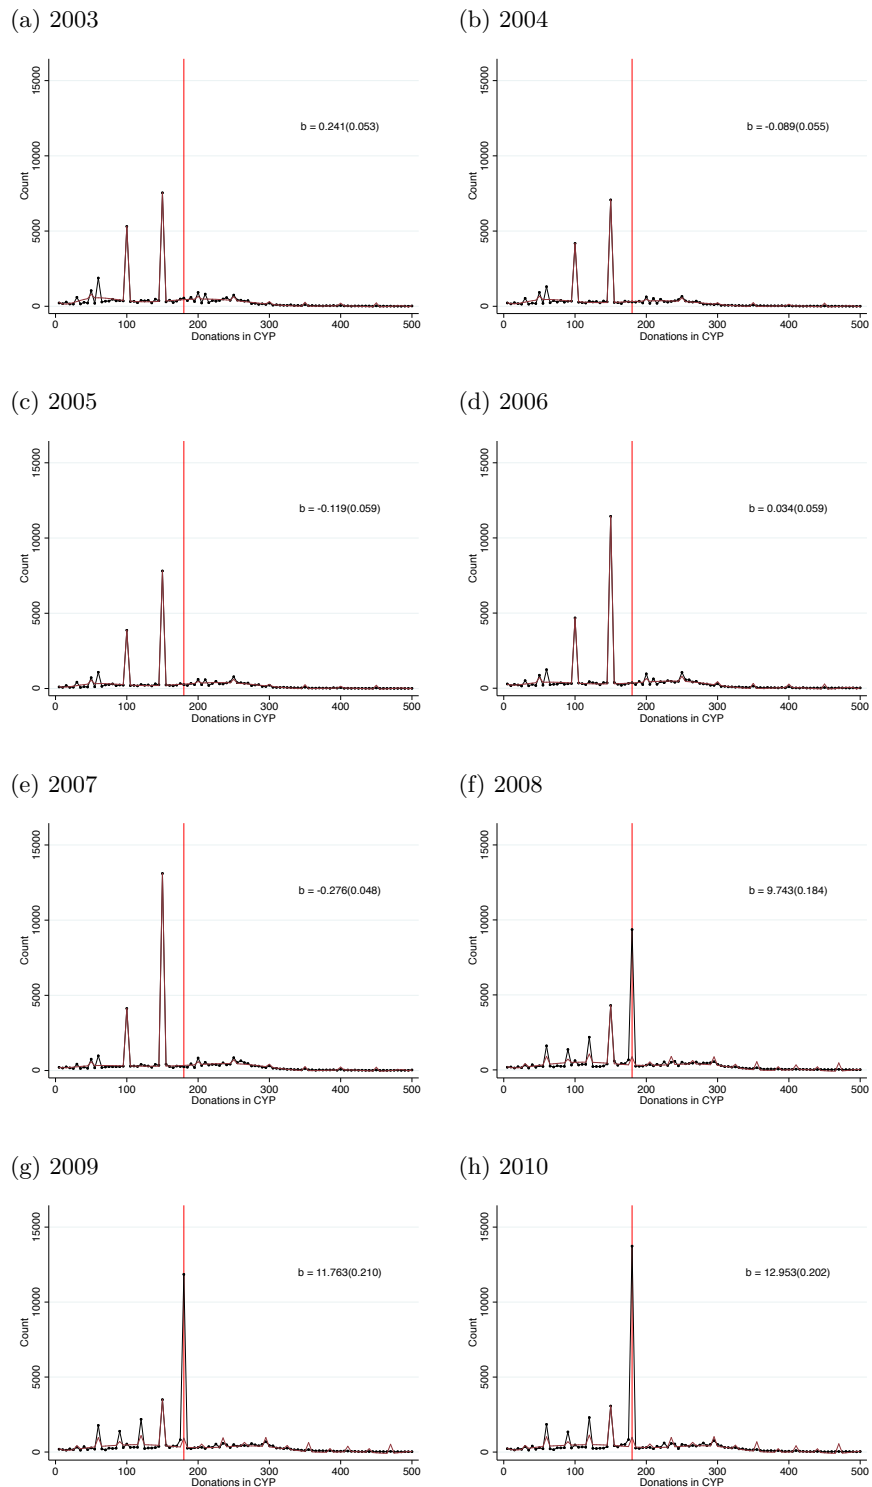 (a) 2003
15000
10000
5000
0
Count
b = 0.241(0.053)
0 100 200 300 400 500
Donations in CYP
(b) 2004
15000
10000
5000
0
Count
b = -0.089(0.055)
0 100 200 300 400 500
Donations in CYP
(c) 2005
15000
10000
5000
0
Count
b = -0.119(0.059)
0 100 200 300 400 500
Donations in CYP
(d) 2006
15000
10000
5000
0
Count
b = 0.034(0.059)
0 100 200 300 400 500
Donations in CYP
(e) 2007
15000
10000
5000
0
Count
b = -0.276(0.048)
0 100 200 300 400 500
Donations in CYP
(f) 2008
15000
10000
5000
0
Count
b = 9.743(0.184)
0 100 200 300 400 500
Donations in CYP
(g) 2009
15000
10000
5000
0
Count
b = 11.763(0.210)
0 100 200 300 400 500
Donations in CYP
(h) 2010
15000
10000
5000
0
Count
b = 12.953(0.202)
0 100 200 300 400 500
Donations in CYP